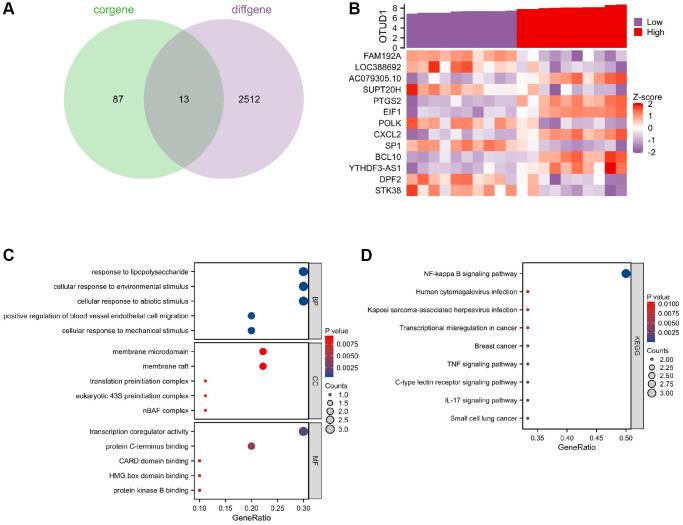 A
corgene
diffgene
87
13
2512
B
OTUD1
8
6
4
2
0
Low
High
FAM192A
LOC388692
AC079305.10
SUPT20H
PTGS2
EIF1
POLK
CXCL2
SP1
BCL10
YTHDF3-AS1
DPF2
STK38
Z-score
2
1
0
-1
-2
C
response to lipopolysaccharide
cellular response to environmental stimulus
cellular response to abiotic stimulus
positive regulation of blood vessel endothelial cell migration
cellular response to mechanical stimulus
BP
membrane microdomain
membrane raft
translation preinitiation complex
eukaryotic 43S preinitiation complex
nBAF complex
CC
transcription coregulator activity
protein C-terminus binding
CARD domain binding
HMG box domain binding
protein kinase B binding
MF
0.10
0.15
0.20
0.25
0.30
GeneRatio
P value
0.0075
0.0050
0.0025
Counts
1.0
1.5
2.0
2.5
3.0
D
NF-kappa B signaling pathway
Human cytomegalovirus infection
Kaposi sarcoma-associated herpesvirus infection
Transcriptional misregulation in cancer
Breast cancer
TNF signaling pathway
C-type lectin receptor signaling pathway
IL-17 signaling pathway
Small cell lung cancer
KEGG
0.35
0.40
0.45
0.50
GeneRatio
P value
0.0100
0.0075
0.0050
0.0025
Counts
2.00
2.25
2.50
2.75
3.00